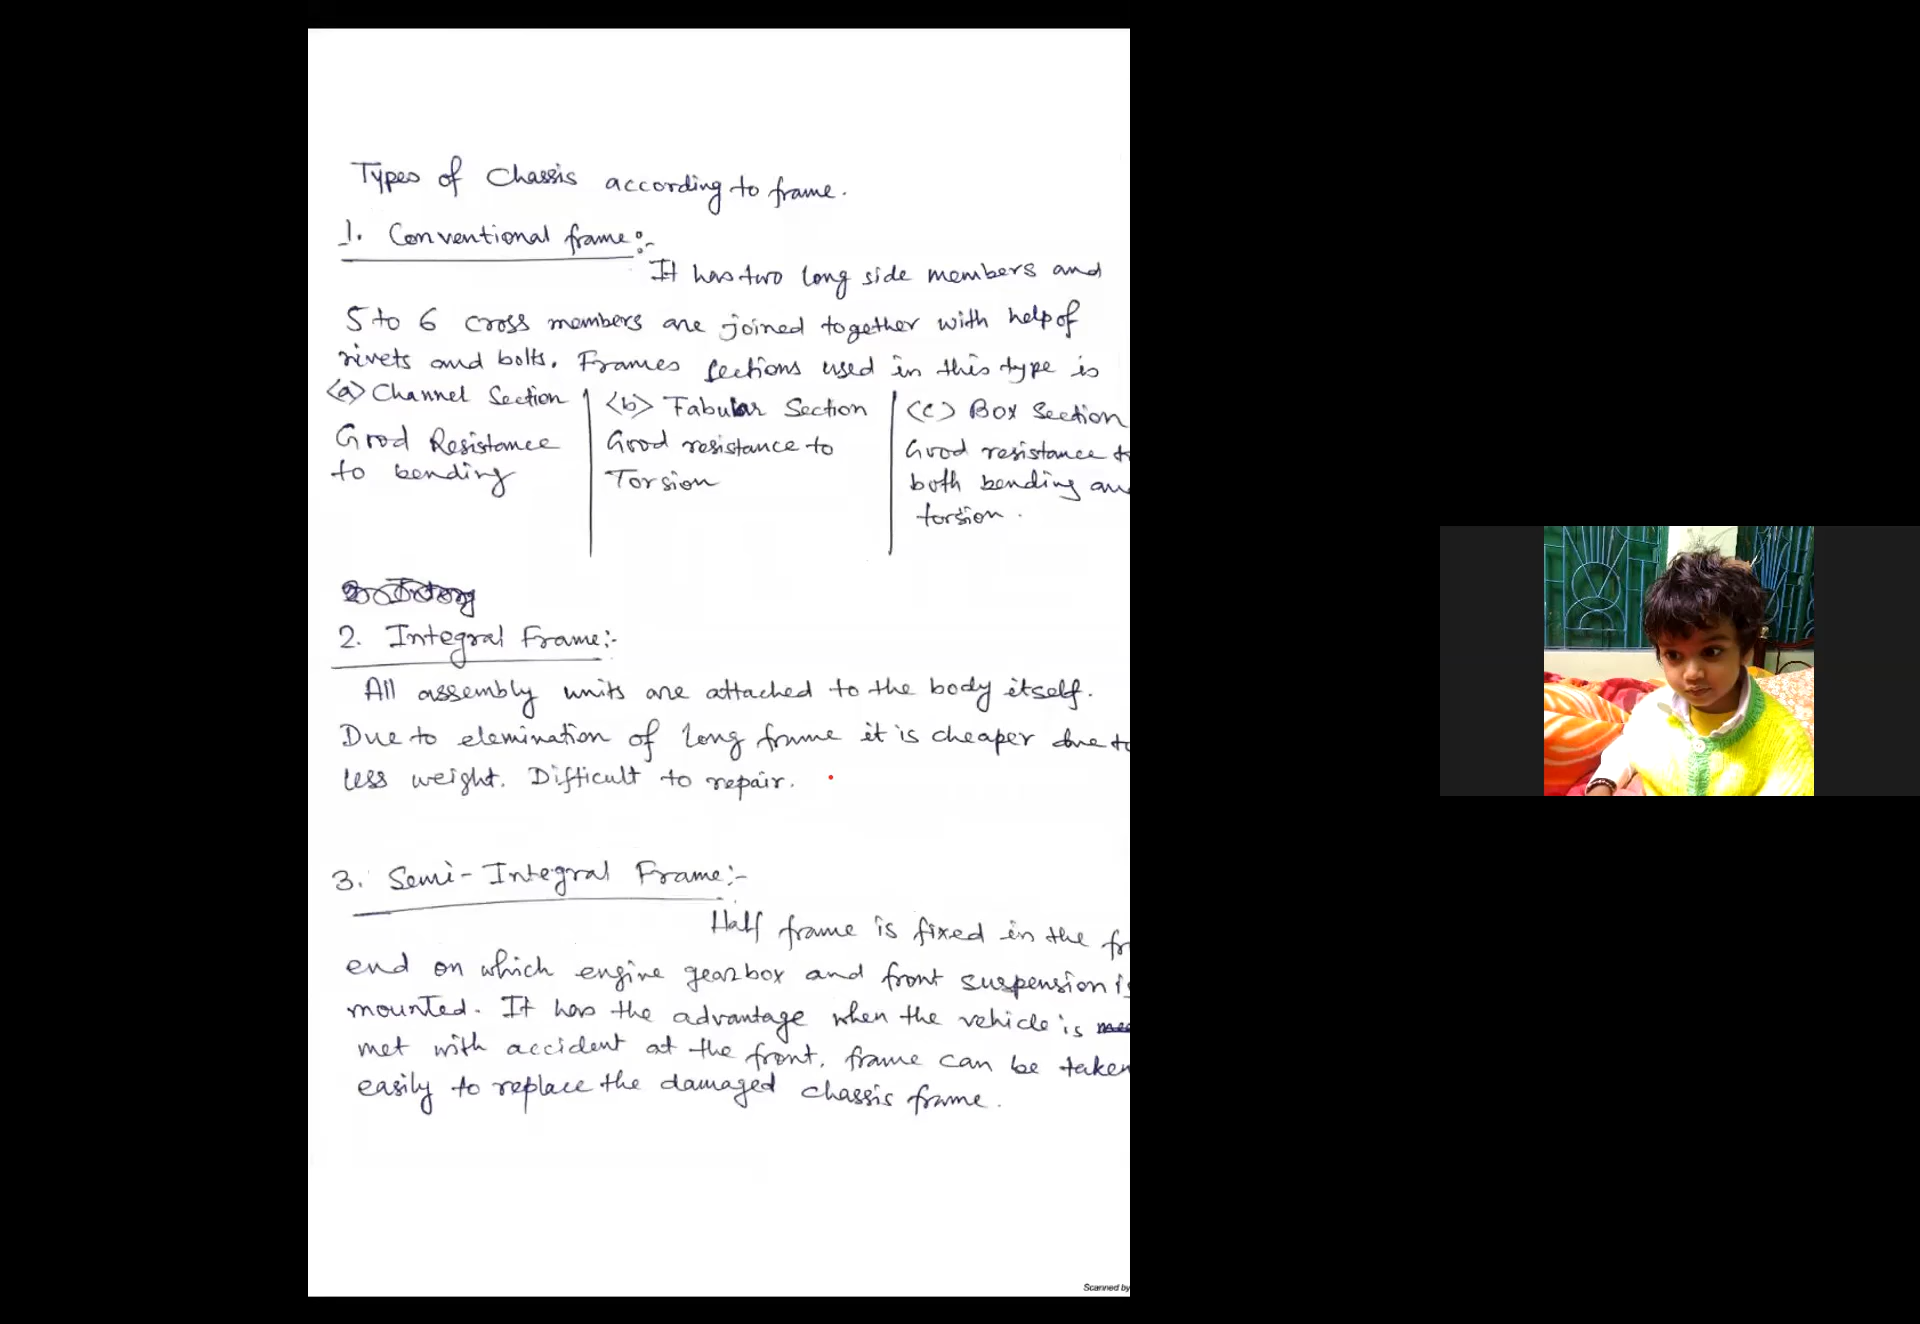 Types of Chassis according to frame.
1. Conventional frame:-
It has two long side members and
5 to 6 cross members are joined together with help of
rivets and bolts. Frames sections used in this type is
(a) Channel Section
Good Resistance
to bending
(b) Tabular Section
Good resistance to
Torsion
(c) Box Section
Good resistance t
both bending an
torsion.
2. Integral Frame:-
All assembly units are attached to the body itself.
Due to elemination of long frame it is cheaper due to
less weight. Difficult to repair.
3. Semi-Integral Frame:-
Half frame is fixed in the fr
end on which engine gearbox and front suspension is
mounted. It has the advantage when the vehicle is
met with accident at the front, frame can be taken
easily to replace the damaged chassis frame.
Scanned by